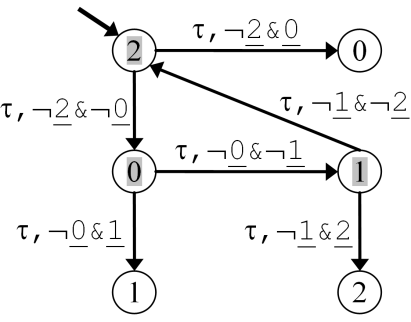 τ, ¬2&0
2
0
τ, ¬1&¬2
τ, ¬2&¬0
τ, ¬0&¬1
0
1
τ, ¬0&1
τ, ¬1&2
1
2